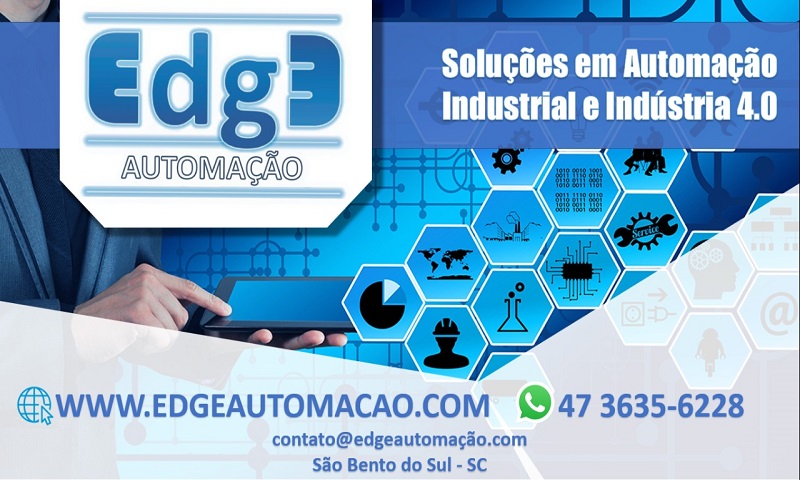 EdgE
AUTOMAÇÃO
Soluções em Automação
Industrial e Indústria 4.0
Service
@
WWW.EDGEAUTOMACAO.COM 47 3635-6228
contato@edgeautomação.com
São Bento do Sul - SC